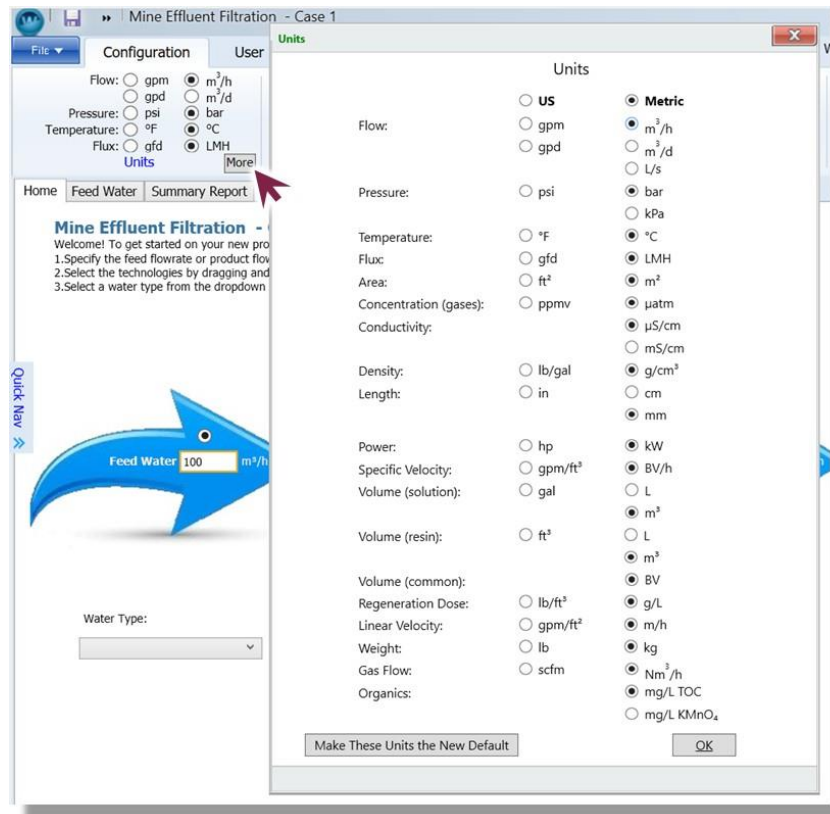 Mine Effluent Filtration - Case 1
File Configuration User
Flow: gpm m³/h
gpd m³/d
Pressure: psi bar
Temperature: °F °C
Flux: gfd LMH
Units More
Home Feed Water Summary Report
Mine Effluent Filtration -
Welcome! To get started on your new pro
1.Specify the feed flowrate or product flow
2.Select the technologies by dragging and
3.Select a water type from the dropdown
Quick Nav
Feed Water 100 m³/h
Water Type:
Units
Units
US Metric
Flow: gpm m³/h
gpd m³/d
L/s
Pressure: psi bar
kPa
Temperature: °F °C
Flux: gfd LMH
Area: ft² m²
Concentration (gases): ppmv µatm
Conductivity: µS/cm
mS/cm
Density: lb/gal g/cm³
Length: in cm
mm
Power: hp kW
Specific Velocity: gpm/ft³ BV/h
Volume (solution): gal L
m³
Volume (resin): ft³ L
m³
Volume (common): BV
Regeneration Dose: lb/ft³ g/L
Linear Velocity: gpm/ft² m/h
Weight: lb kg
Gas Flow: scfm Nm³/h
Organics: mg/L TOC
mg/L KMnO₄
Make These Units the New Default OK